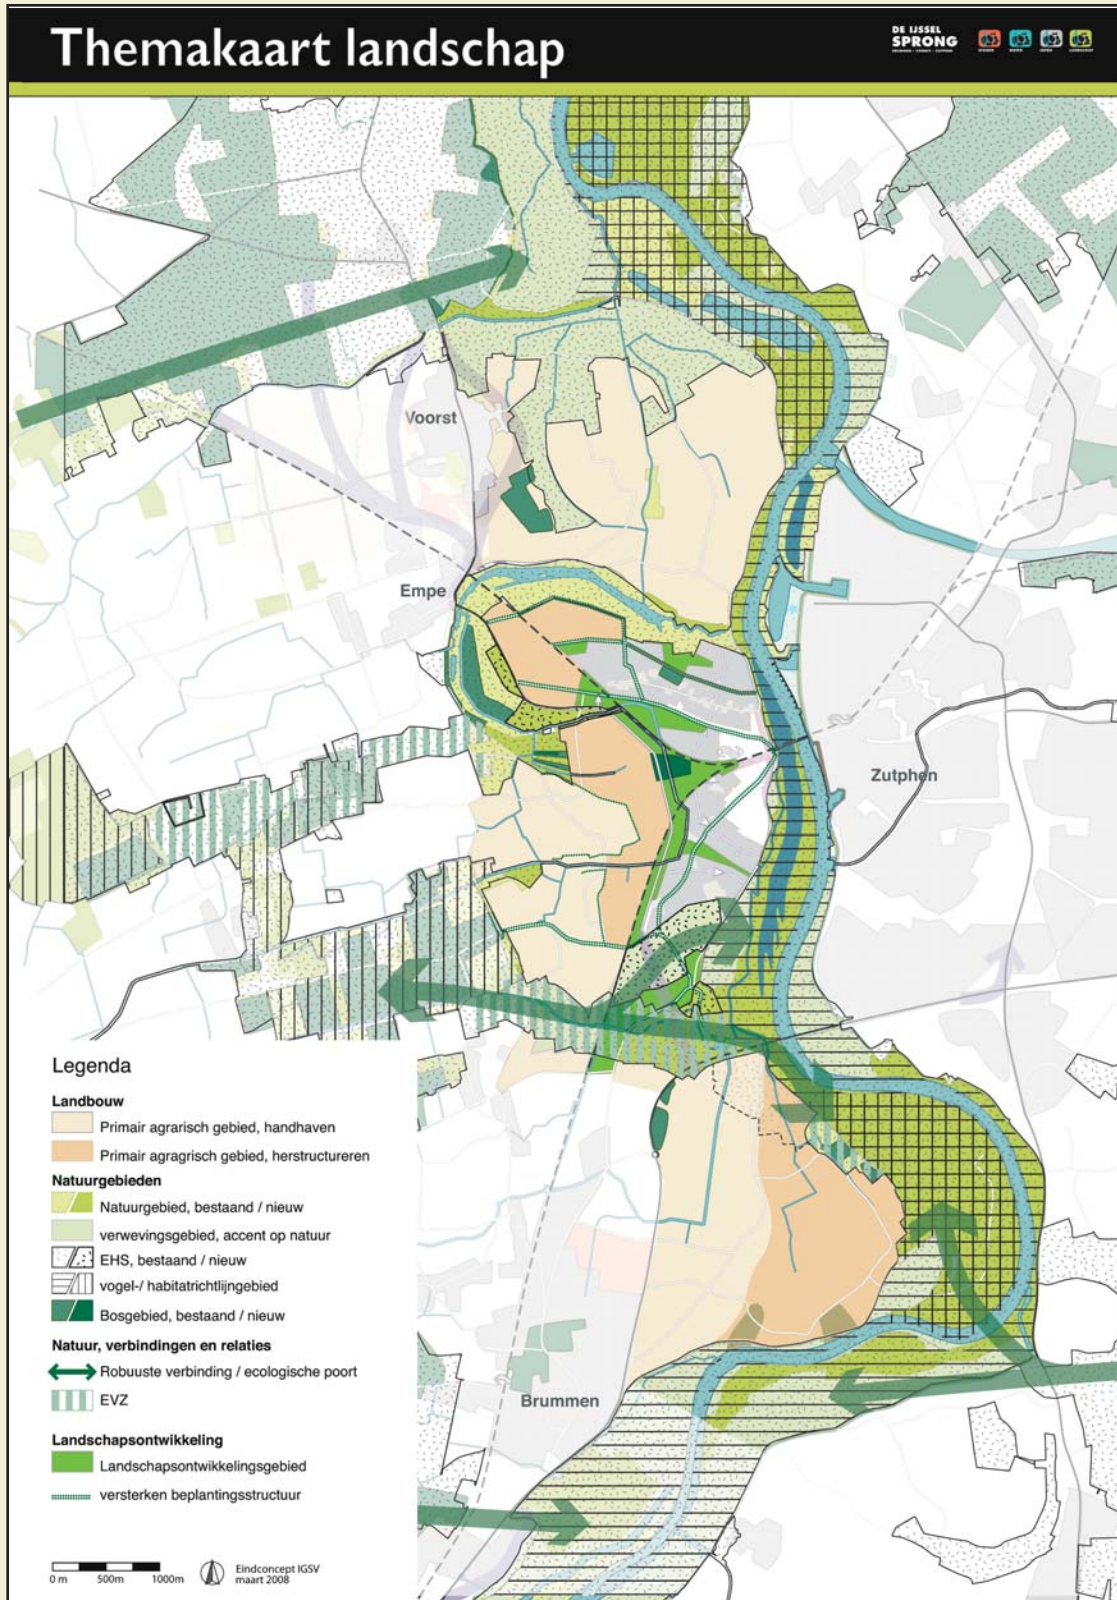 Themakaart landschap
DE IJSSEL
SPRONG
Voorst
Empe
Zutphen
Brummen
Legenda
Landbouw
Primair agrarisch gebied, handhaven
Primair agragrisch gebied, herstructureren
Natuurgebieden
Natuurgebied, bestaand / nieuw
verwevingsgebied, accent op natuur
EHS, bestaand / nieuw
vogel-/ habitatrichtlijngebied
Bosgebied, bestaand / nieuw
Natuur, verbindingen en relaties
Robuuste verbinding / ecologische poort
EVZ
Landschapsontwikkeling
Landschapsontwikkelingsgebied
versterken beplantingsstructuur
0 m 500m 1000m
Eindconcept IGSV
maart 2008